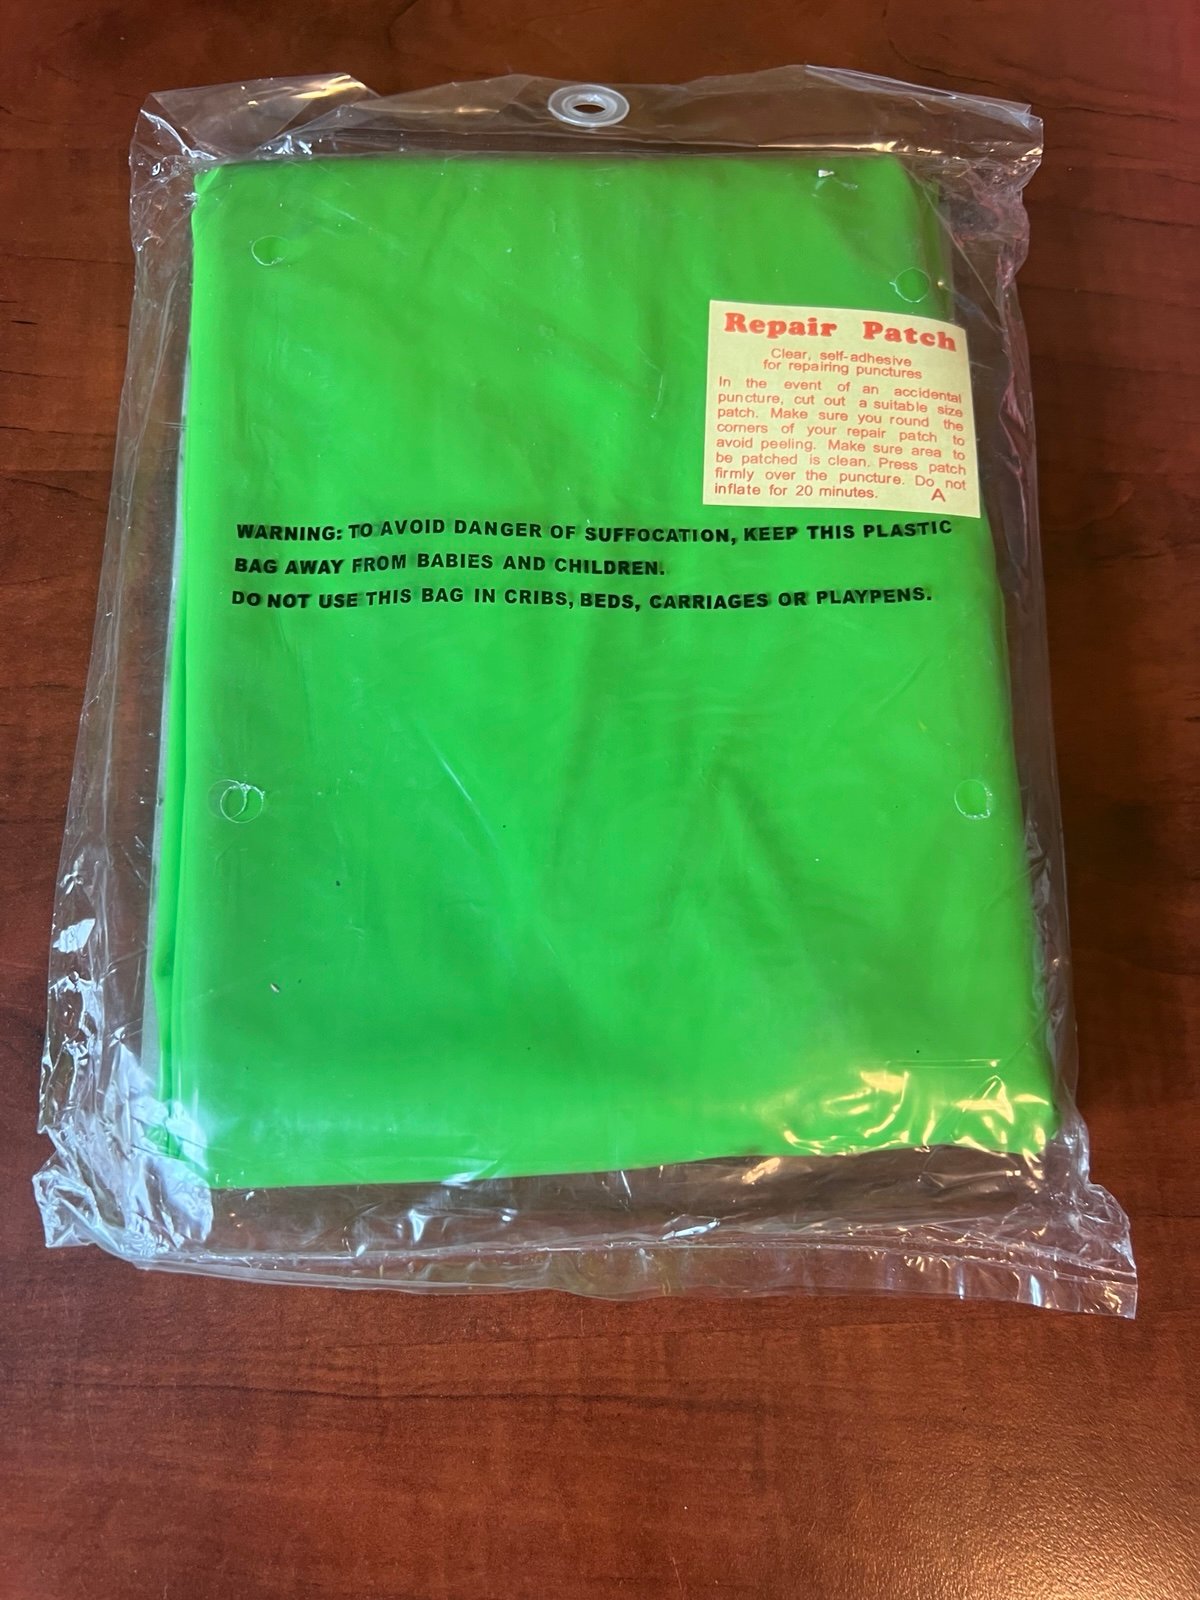 Repair Patch
Clear, self-adhesive
for repairing punctures
In the event of an accidental
puncture, cut out a suitable size
patch. Make sure you round the
corners of your repair patch to
avoid peeling. Make sure area to
be patched is clean. Press patch
firmly over the puncture. Do not
inflate for 20 minutes. A
WARNING: TO AVOID DANGER OF SUFFOCATION, KEEP THIS PLASTIC
BAG AWAY FROM BABIES AND CHILDREN.
DO NOT USE THIS BAG IN CRIBS, BEDS, CARRIAGES OR PLAYPENS.